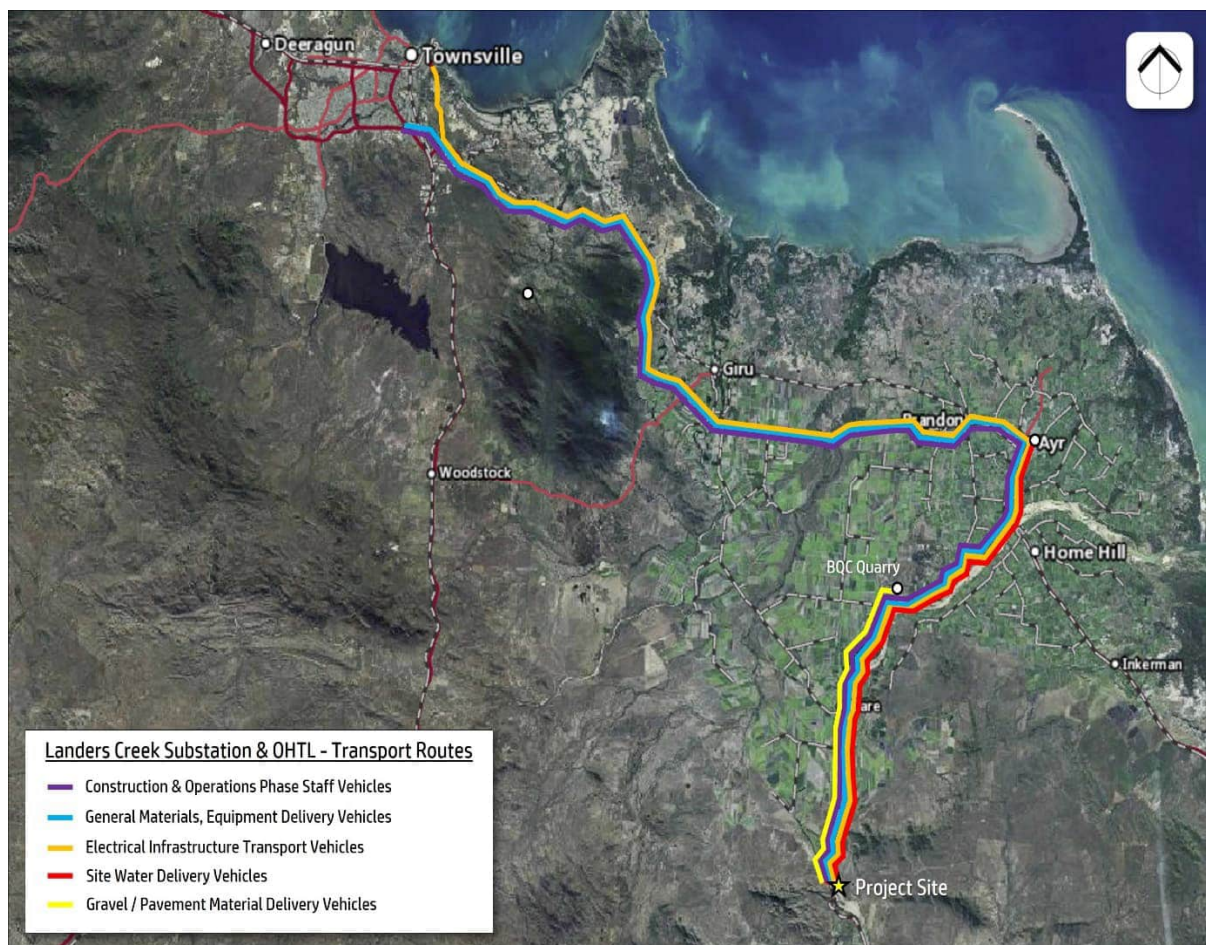 Deeragun
Townsville
Giru
Brandon
Ayr
Woodstock
Home Hill
BQC Quarry
Inkerman
are
Project Site
Landers Creek Substation & OHTL - Transport Routes
Construction & Operations Phase Staff Vehicles
General Materials, Equipment Delivery Vehicles
Electrical Infrastructure Transport Vehicles
Site Water Delivery Vehicles
Gravel / Pavement Material Delivery Vehicles